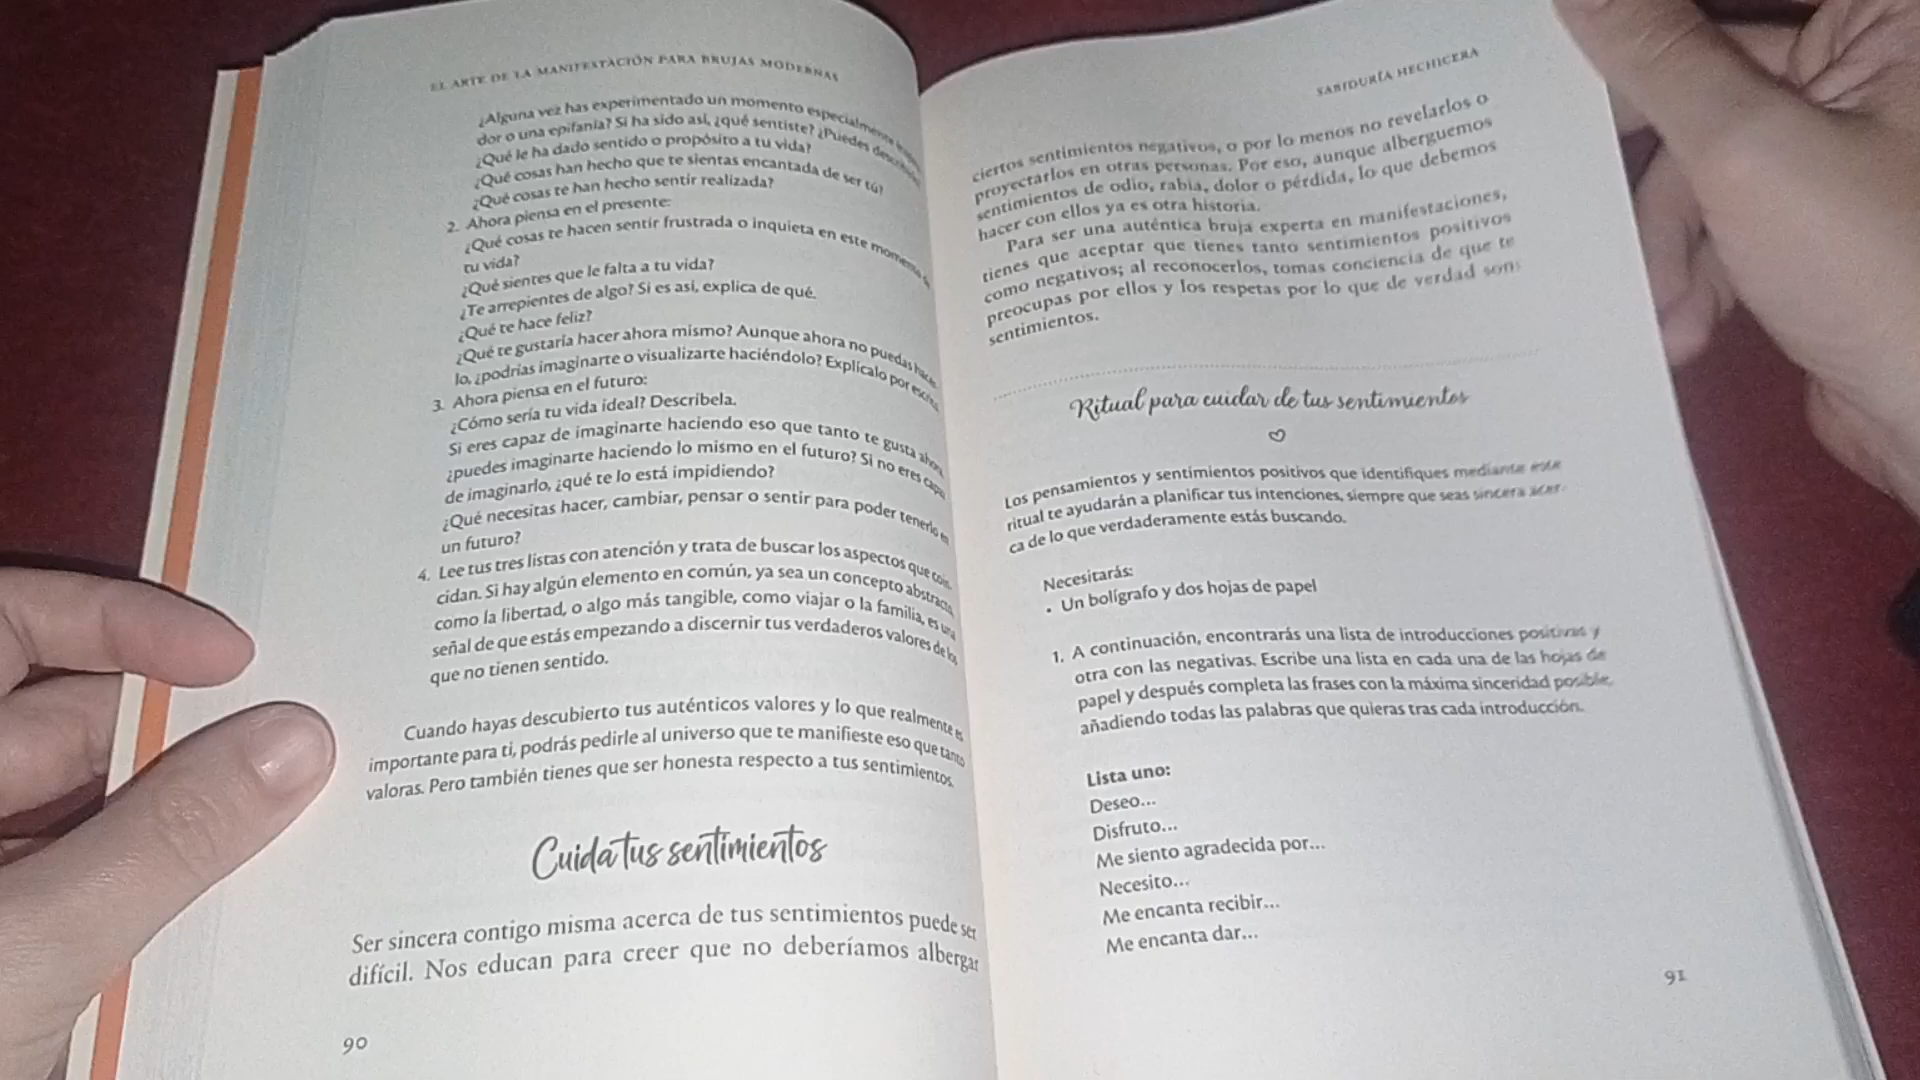 EL ARTE DE LA MANIFESTACIÓN PARA BRUJAS MODERNAS
¿Alguna vez has experimentado un momento especialmente
dor o una epifanía? Si ha sido así, ¿qué sentiste? ¿Puedes describirlo?
¿Qué le ha dado sentido o propósito a tu vida?
¿Qué cosas han hecho que te sientas encantada de ser tú?
¿Qué cosas te han hecho sentir realizada?
2. Ahora piensa en el presente:
¿Qué cosas te hacen sentir frustrada o inquieta en este momento
tu vida?
¿Qué sientes que le falta a tu vida?
¿Te arrepientes de algo? Si es así, explica de qué.
¿Qué te hace feliz?
¿Qué te gustaría hacer ahora mismo? Aunque ahora no puedas hacer-
lo, ¿podrías imaginarte o visualizarte haciéndolo? Explícalo por escrito.
3. Ahora piensa en el futuro:
¿Cómo sería tu vida ideal? Descríbela.
Si eres capaz de imaginarte haciendo eso que tanto te gusta ahora,
¿puedes imaginarte haciendo lo mismo en el futuro? Si no eres capaz
de imaginarlo, ¿qué te lo está impidiendo?
¿Qué necesitas hacer, cambiar, pensar o sentir para poder tenerlo en
un futuro?
4. Lee tus tres listas con atención y trata de buscar los aspectos que coin-
cidan. Si hay algún elemento en común, ya sea un concepto abstracto,
como la libertad, o algo más tangible, como viajar o la familia, es una
señal de que estás empezando a discernir tus verdaderos valores de los
que no tienen sentido.
Cuando hayas descubierto tus auténticos valores y lo que realmente es
importante para ti, podrás pedirle al universo que te manifieste eso que tanto
valoras. Pero también tienes que ser honesta respecto a tus sentimientos.
Cuida tus sentimientos
Ser sincera contigo misma acerca de tus sentimientos puede ser
difícil. Nos educan para creer que no deberíamos albergar
90
SABIDURÍA HECHICERA
ciertos sentimientos negativos, o por lo menos no revelarlos o
proyectarlos en otras personas. Por eso, aunque alberguemos
sentimientos de odio, rabia, dolor o pérdida, lo que debemos
hacer con ellos ya es otra historia.
Para ser una auténtica bruja experta en manifestaciones,
tienes que aceptar que tienes tanto sentimientos positivos
como negativos; al reconocerlos, tomas conciencia de que te
preocupas por ellos y los respetas por lo que de verdad son:
sentimientos.
Ritual para cuidar de tus sentimientos
Los pensamientos y sentimientos positivos que identifiques mediante este
ritual te ayudarán a planificar tus intenciones, siempre que seas sincera acer-
ca de lo que verdaderamente estás buscando.
Necesitarás:
• Un bolígrafo y dos hojas de papel
1. A continuación, encontrarás una lista de introducciones positivas y
otra con las negativas. Escribe una lista en cada una de las hojas de
papel y después completa las frases con la máxima sinceridad posible,
añadiendo todas las palabras que quieras tras cada introducción.
Lista uno:
Deseo...
Disfruto...
Me siento agradecida por...
Necesito...
Me encanta recibir...
Me encanta dar...
91